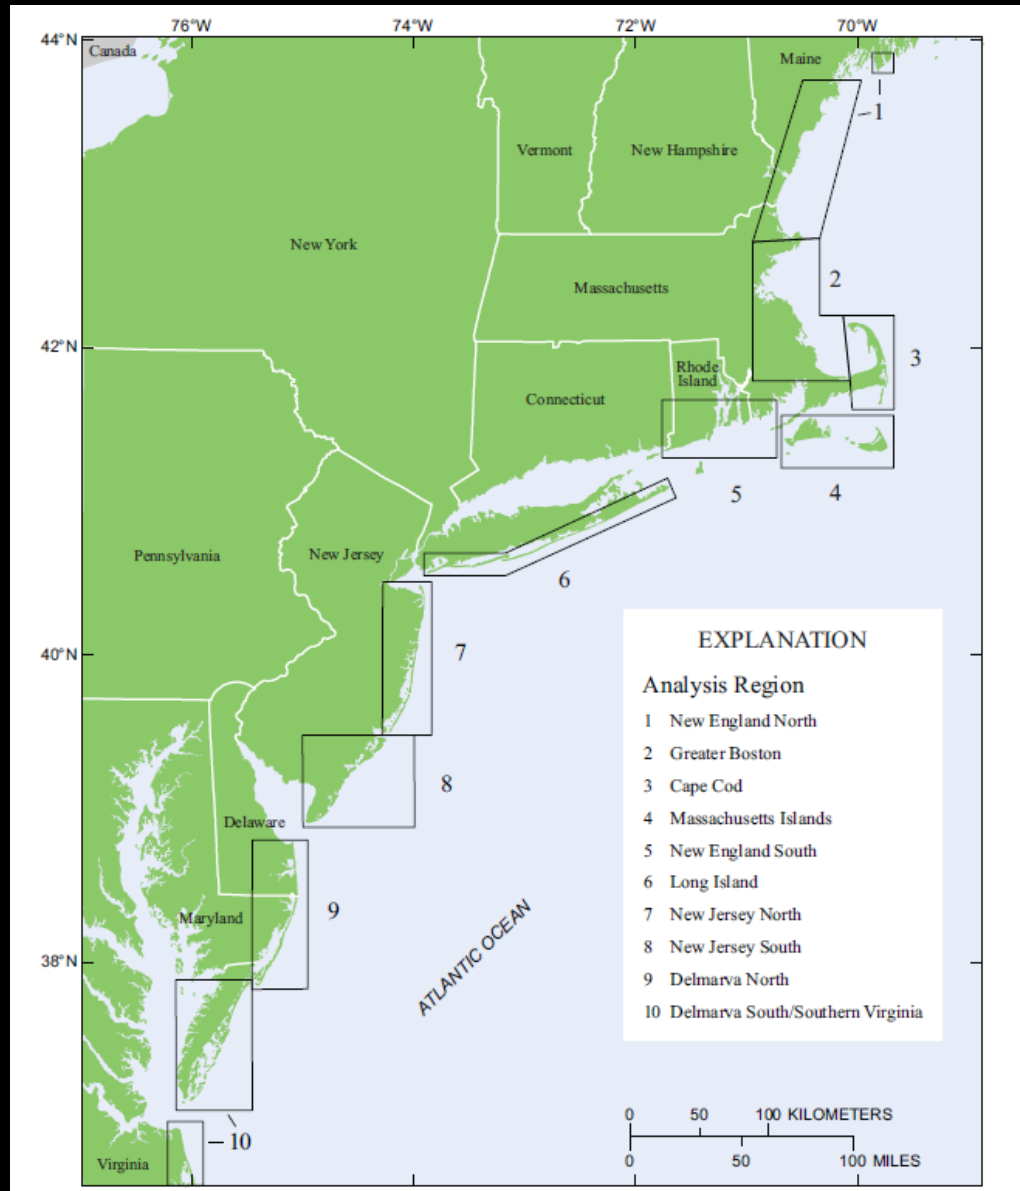 76°W 74°W 72°W 70°W
44°N
Canada
Maine
1
Vermont
New Hampshire
New York
2
Massachusetts
42°N
3
Rhode
Island
Connecticut
5
4
Pennsylvania
New Jersey
6
40°N
7
8
Delaware
9
Maryland
38°N
ATLANTIC OCEAN
10
Virginia
EXPLANATION
Analysis Region
1 New England North
2 Greater Boston
3 Cape Cod
4 Massachusetts Islands
5 New England South
6 Long Island
7 New Jersey North
8 New Jersey South
9 Delmarva North
10 Delmarva South/Southern Virginia
0 50 100 KILOMETERS
0 50 100 MILES